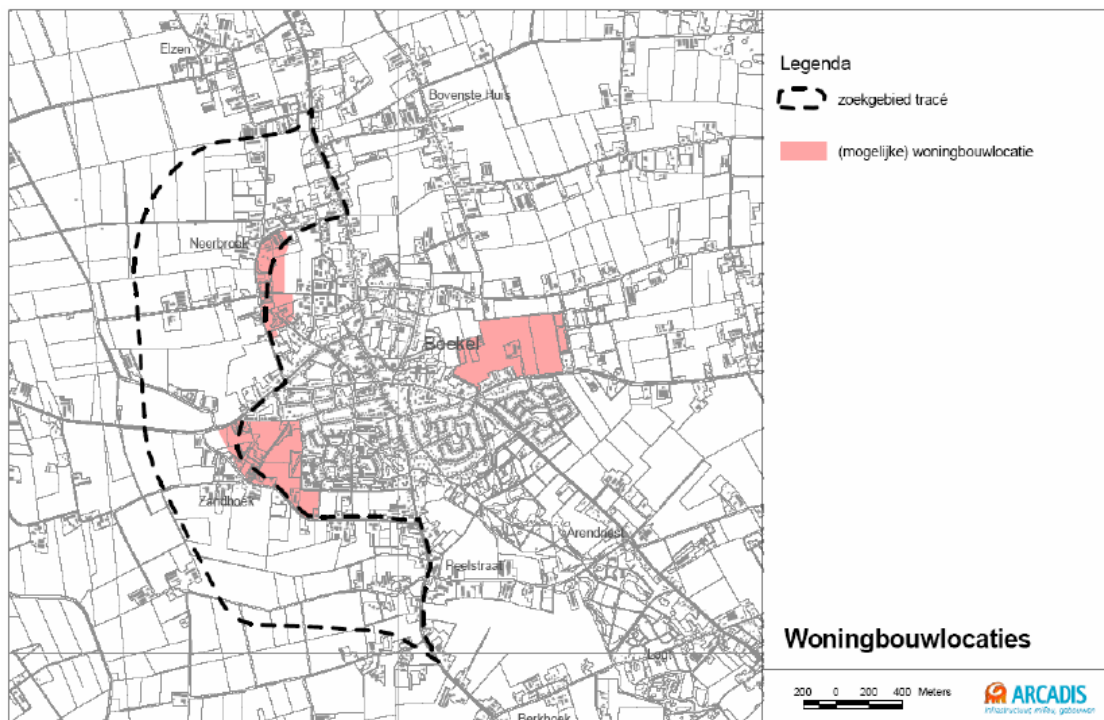 Elzen
Bovenste Huis
Neerbroek
Boekel
Zandhoek
Arendnest
Peelstraat
Logt
Berkhoek
Legenda
zoekgebied tracé
(mogelijke) woningbouwlocatie
Woningbouwlocaties
200 0 200 400 Meters
ARCADIS
Infrastructuur, milieu, gebouwen